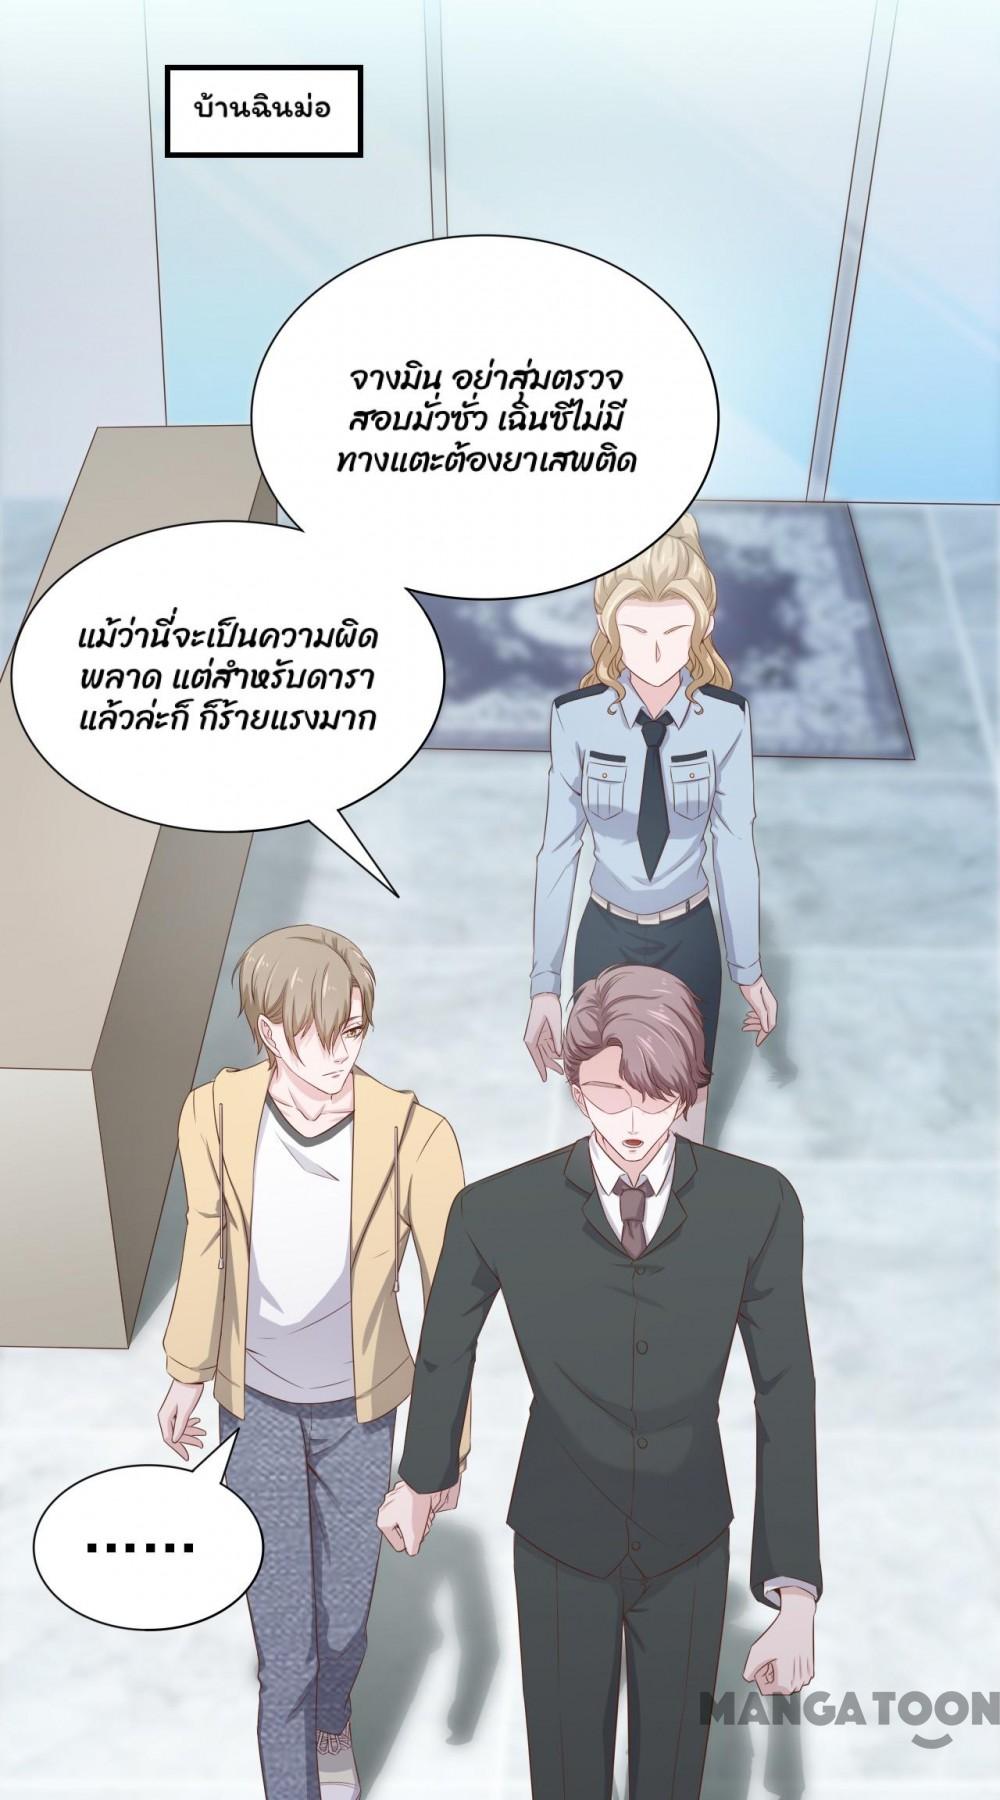 บ้านฉินม่อ
จางมิน อย่าสุ่มตรวจ
สอบมั่วซั่ว เฉินซีไม่มี
ทางแตะต้องยาเสพติด
แม้ว่านี่จะเป็นความผิด
พลาด แต่สำหรับดารา
แล้วล่ะก็ ก็ร้ายแรงมาก
......
MANGATOON